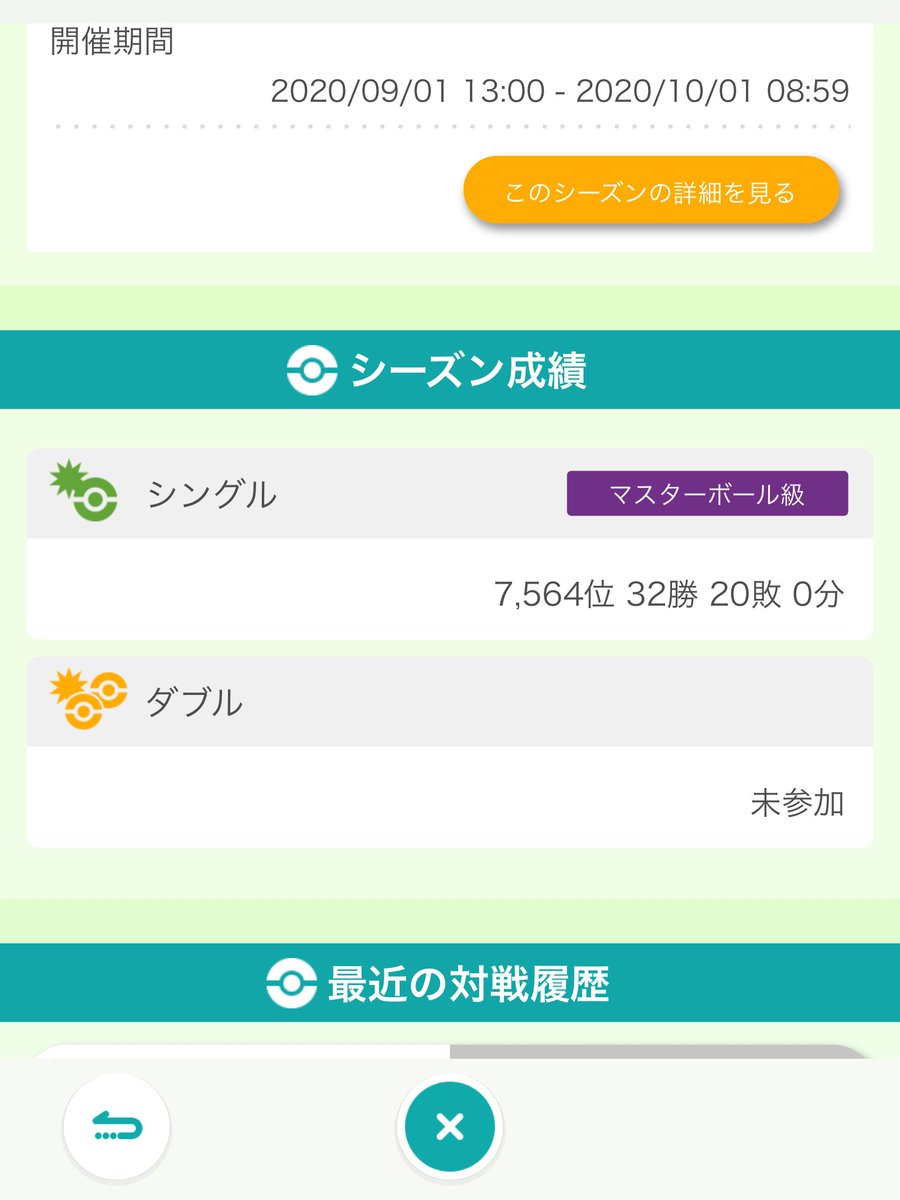 開催期間
2020/09/01 13:00 - 2020/10/01 08:59
このシーズンの詳細を見る
シーズン成績
シングル
マスターボール級
7,564位 32勝 20敗 0分
ダブル
未参加
最近の対戦履歴